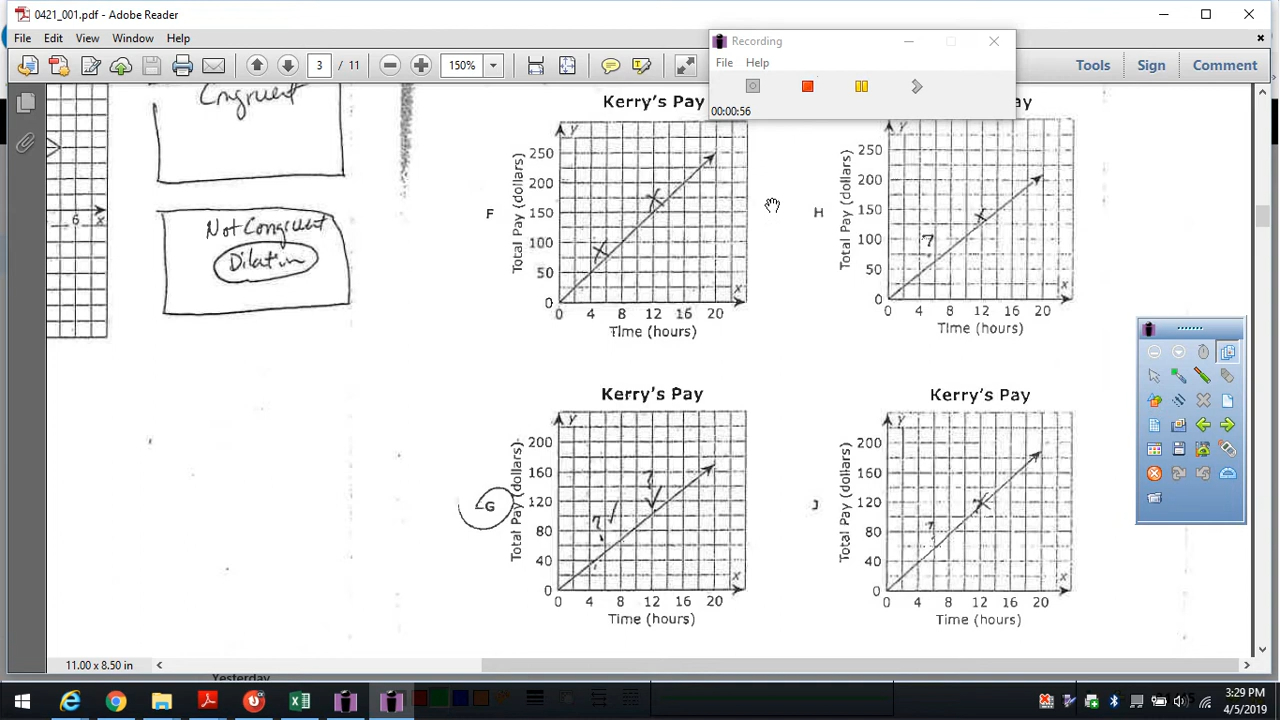 0421_001.pdf - Adobe Reader
File Edit View Window Help
3 / 11
150%
Tools Sign Comment
Recording
File Help
00:00:56
Congruent
6 x
Not Congruent
Dilation
Kerry's Pay
F
Total Pay (dollars)
y
250
200
150
100
50
0
0 4 8 12 16 20
x
Time (hours)
ay
H
Total Pay (dollars)
y
250
200
150
100
50
0
?
0 4 8 12 16 20
x
Time (hours)
Kerry's Pay
G
Total Pay (dollars)
y
200
160
120
80
40
0
? ?
0 4 8 12 16 20
x
Time (hours)
Kerry's Pay
J
Total Pay (dollars)
y
200
160
120
80
40
0
?
0 4 8 12 16 20
x
Time (hours)
11.00 x 8.50 in
Yesterday
3:29 PM
4/5/2019